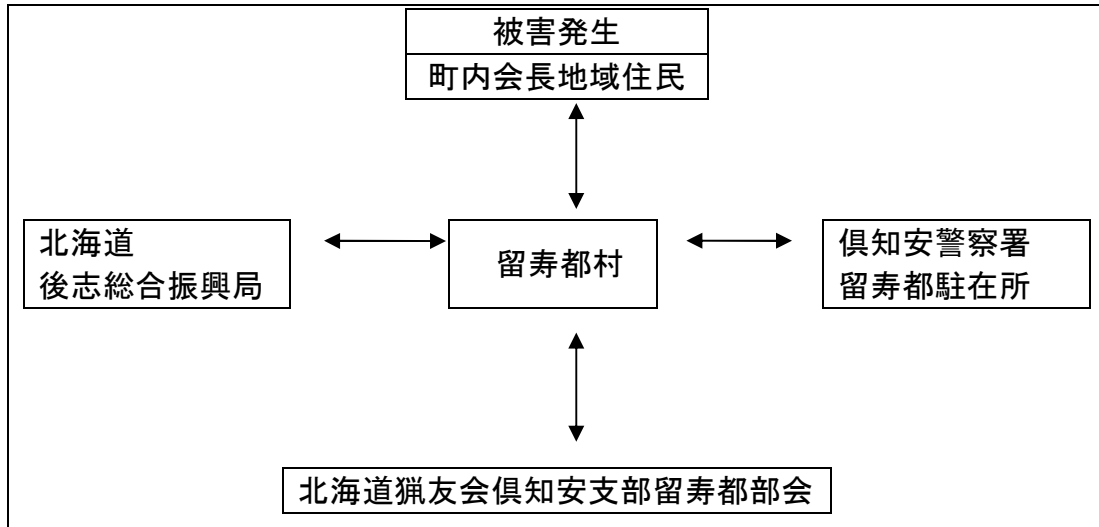 被害発生
町内会長地域住民
北海道
後志総合振興局
留寿都村
倶知安警察署
留寿都駐在所
北海道猟友会倶知安支部留寿都部会